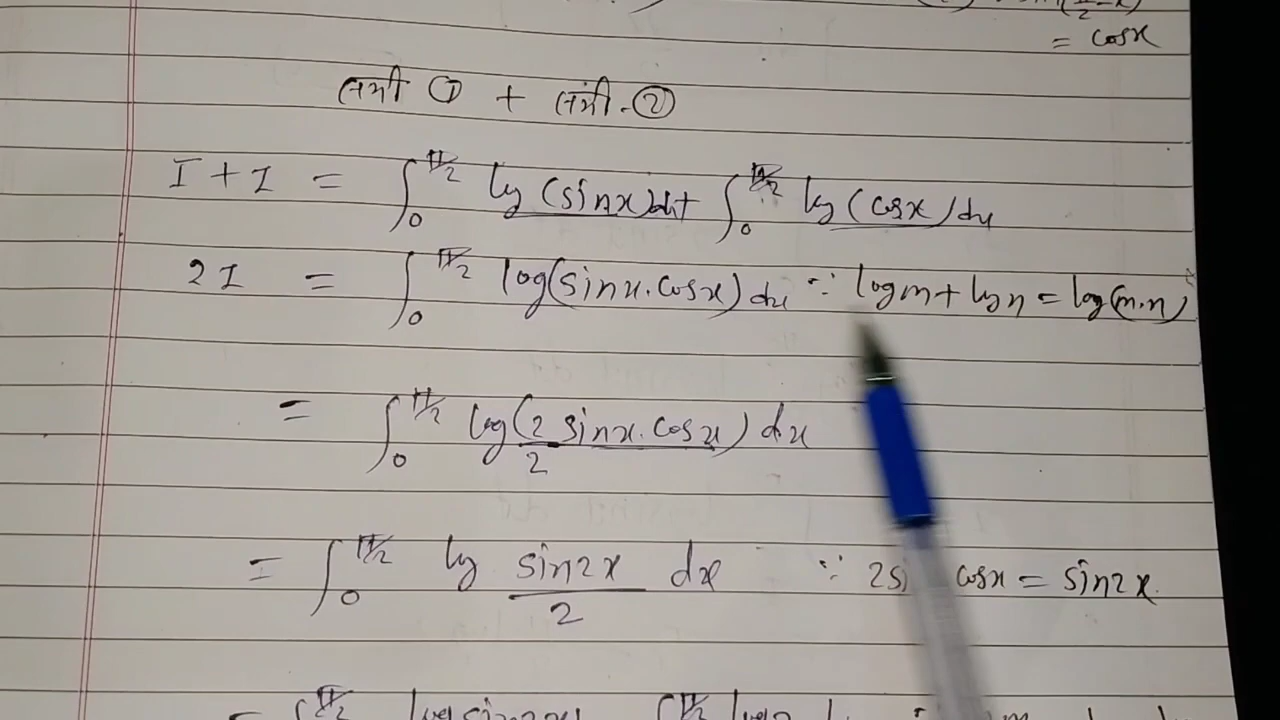 = cosx
समी ① + समी.②
I + I = ∫₀^π/2 log (sinx)dx + ∫₀^π/2 log (cosx) dx
2I = ∫₀^π/2 log(sinx.cosx) dx ∵ logm + logn = log(m.n)
= ∫₀^π/2 log(2 sinx.cosx)/2 dx
= ∫₀^π/2 log sin2x/2 dx ∵ 2si cosx = sin2x.